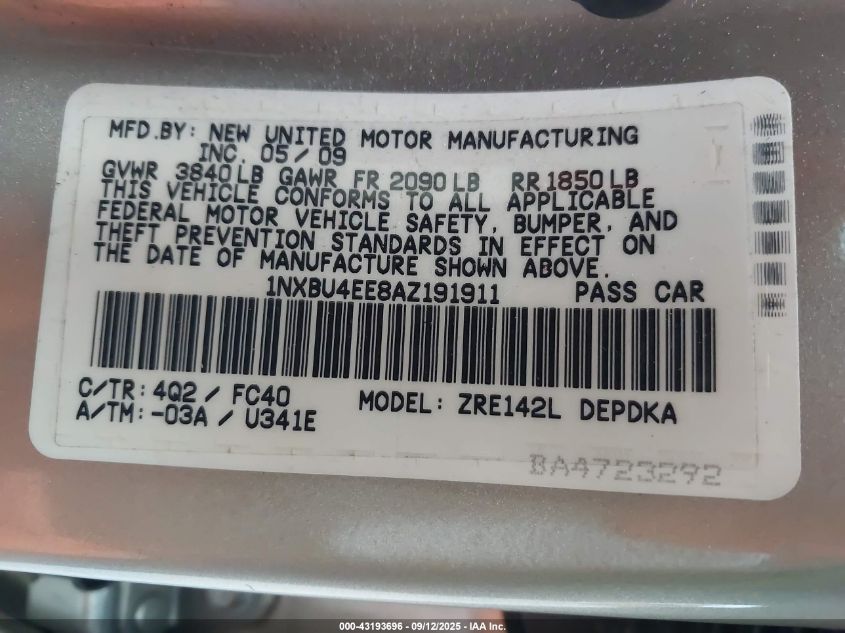 MFD.BY: NEW UNITED MOTOR MANUFACTURING
INC. 05/09
GVWR 3840LB GAWR FR 2090LB RR 1850LB
THIS VEHICLE CONFORMS TO ALL APPLICABLE
FEDERAL MOTOR VEHICLE SAFETY, BUMPER, AND
THEFT PREVENTION STANDARDS IN EFFECT ON
THE DATE OF MANUFACTURE SHOWN ABOVE.
1NXBU4EE8AZ191911 PASS CAR
C/TR: 4Q2 / FC40
A/TM: -03A / U341E
MODEL: ZRE142L DEPDKA
BA4723292
000-43193696 - 09/12/2025 - IAA Inc.